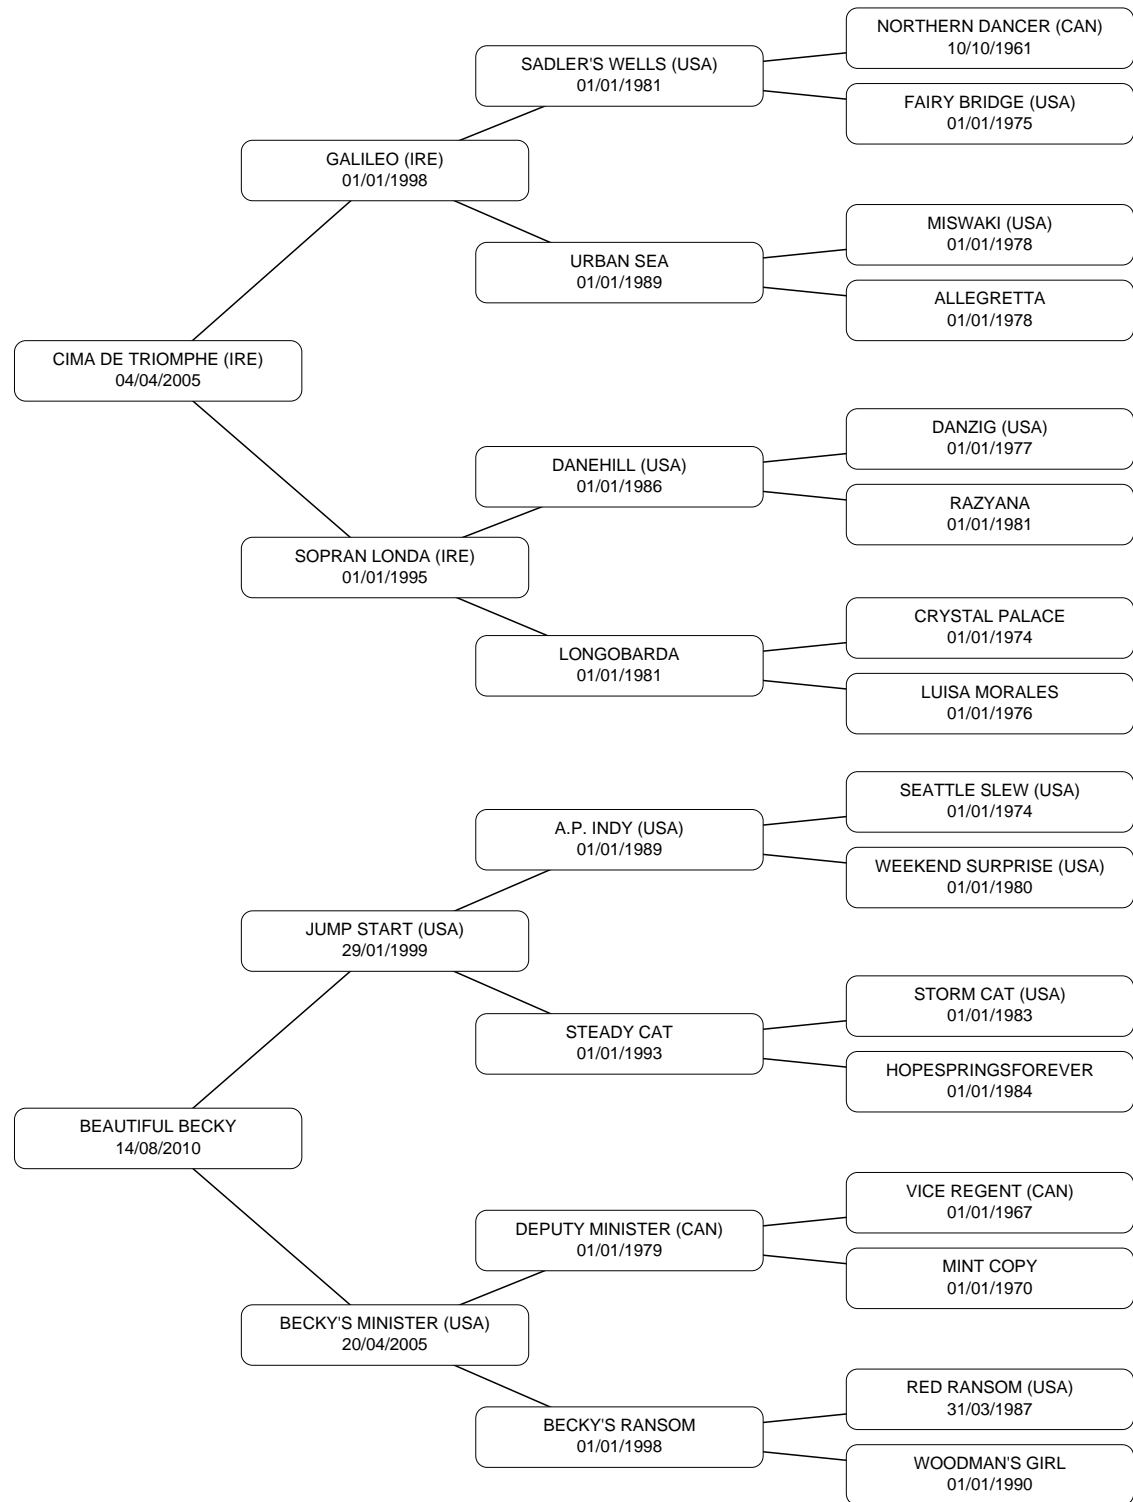 NORTHERN DANCER (CAN)
10/10/1961
SADLER'S WELLS (USA)
01/01/1981
FAIRY BRIDGE (USA)
01/01/1975
GALILEO (IRE)
01/01/1998
MISWAKI (USA)
01/01/1978
URBAN SEA
01/01/1989
ALLEGRETTA
01/01/1978
CIMA DE TRIOMPHE (IRE)
04/04/2005
DANZIG (USA)
01/01/1977
DANEHILL (USA)
01/01/1986
RAZYANA
01/01/1981
SOPRAN LONDA (IRE)
01/01/1995
CRYSTAL PALACE
01/01/1974
LONGOBARDA
01/01/1981
LUISA MORALES
01/01/1976
SEATTLE SLEW (USA)
01/01/1974
A.P. INDY (USA)
01/01/1989
WEEKEND SURPRISE (USA)
01/01/1980
JUMP START (USA)
29/01/1999
STORM CAT (USA)
01/01/1983
STEADY CAT
01/01/1993
HOPESPRINGSFOREVER
01/01/1984
BEAUTIFUL BECKY
14/08/2010
VICE REGENT (CAN)
01/01/1967
DEPUTY MINISTER (CAN)
01/01/1979
MINT COPY
01/01/1970
BECKY'S MINISTER (USA)
20/04/2005
RED RANSOM (USA)
31/03/1987
BECKY'S RANSOM
01/01/1998
WOODMAN'S GIRL
01/01/1990